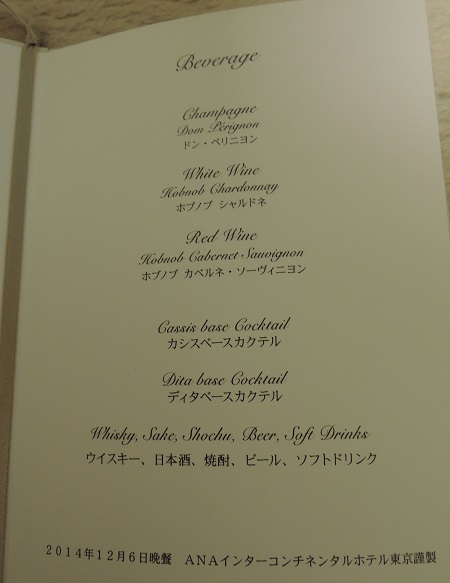 Beverage
Champagne
Dom Pérignon
ドン・ペリニヨン
White Wine
Hobnob Chardonnay
ホブノブ シャルドネ
Red Wine
Hobnob Cabernet Sauvignon
ホブノブ カベルネ・ソーヴィニヨン
Cassis base Cocktail
カシスベースカクテル
Dita base Cocktail
ディタベースカクテル
Whisky, Sake, Shochu, Beer, Soft Drinks
ウイスキー、日本酒、焼酎、ビール、ソフトドリンク
2014年12月6日晩餐 ANAインターコンチネンタルホテル東京謹製